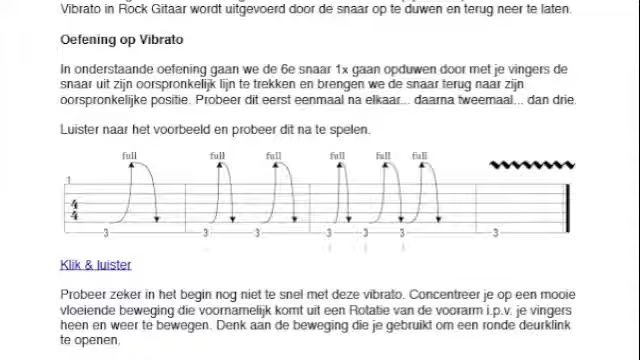 Vibrato in Rock Gitaar wordt uitgevoerd door de snaar op te duwen en terug neer te laten.
Oefening op Vibrato
In onderstaande oefening gaan we de 6e snaar 1x gaan opduwen door met je vingers de
snaar uit zijn oorspronkelijk lijn te trekken en brengen we de snaar terug naar zijn
oorspronkelijke positie. Probeer dit eerst eenmaal na elkaar... daarna tweemaal... dan drie.
Luister naar het voorbeeld en probeer dit na te spelen.
full full full full full full
1
4
4
3 3 3 3 3 3 3
Klik & luister
Probeer zeker in het begin nog niet te snel met deze vibrato. Concentreer je op een mooie
vloeiende beweging die voornamelijk komt uit een Rotatie van de voorarm i.p.v. je vingers
heen en weer te bewegen. Denk aan de beweging die je gebruikt om een ronde deurklink
te openen.